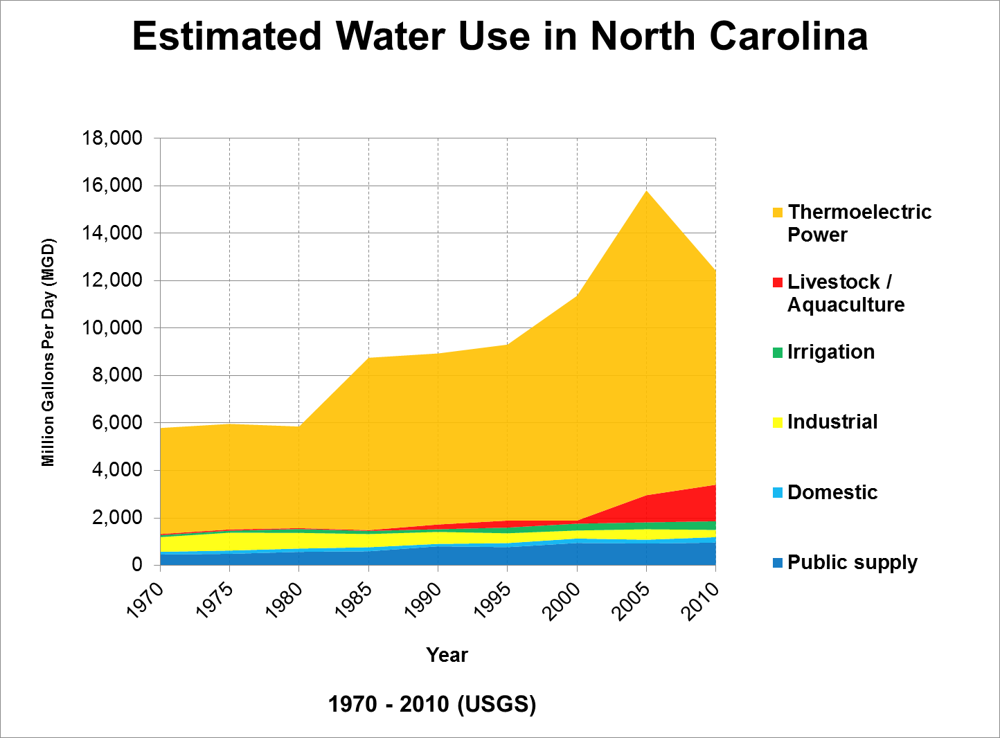 Estimated Water Use in North Carolina
18,000
16,000
14,000
12,000
10,000
8,000
6,000
4,000
2,000
0
Million Gallons Per Day (MGD)
1970
1975
1980
1985
1990
1995
2000
2005
2010
Year
1970 - 2010 (USGS)
Thermoelectric
Power
Livestock /
Aquaculture
Irrigation
Industrial
Domestic
Public supply